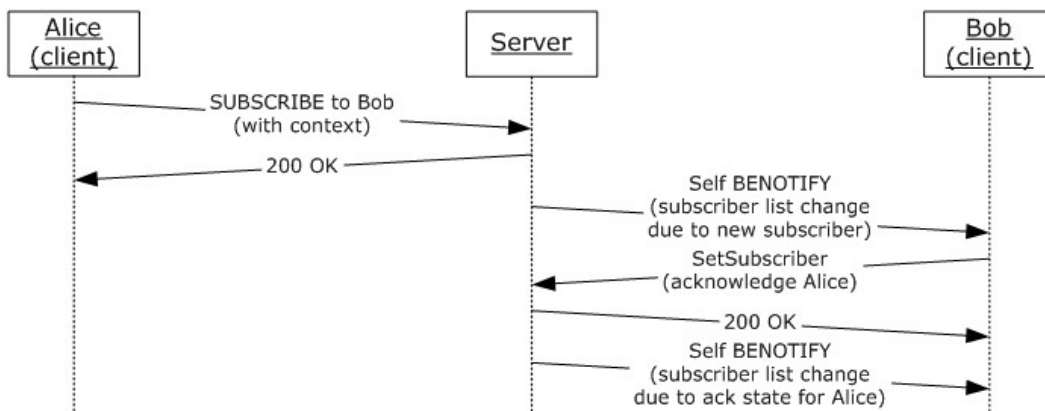 Alice
(client)
Server
Bob
(client)
SUBSCRIBE to Bob
(with context)
200 OK
Self BENOTIFY
(subscriber list change
due to new subscriber)
SetSubscriber
(acknowledge Alice)
200 OK
Self BENOTIFY
(subscriber list change
due to ack state for Alice)